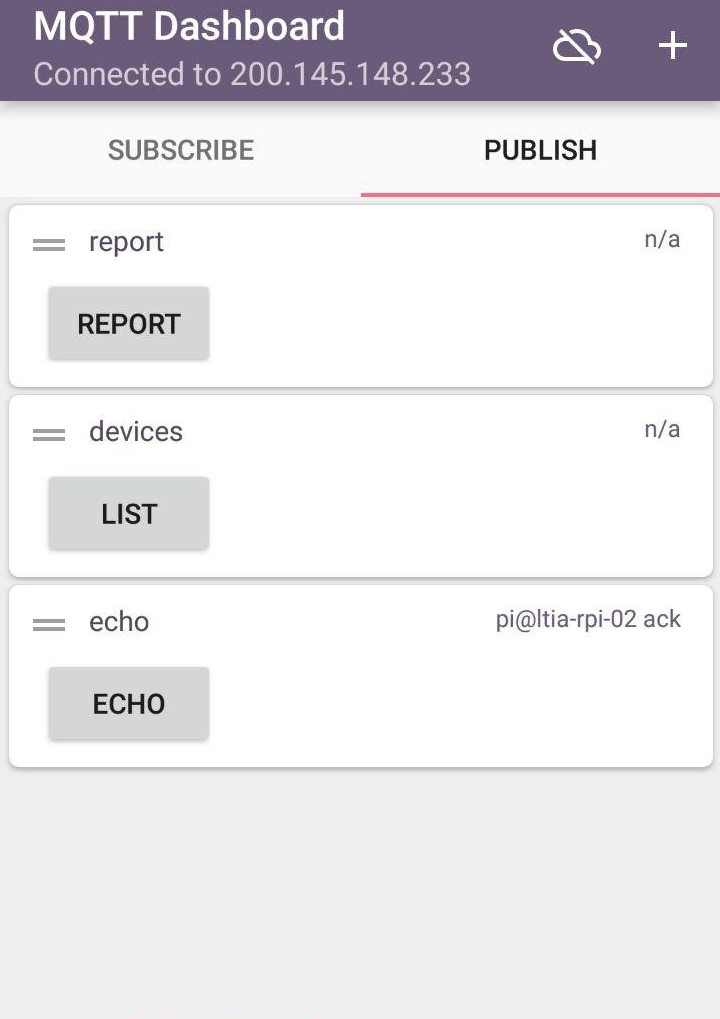 MQTT Dashboard
Connected to 200.145.148.233
SUBSCRIBE PUBLISH
report n/a
REPORT
devices n/a
LIST
echo pi@ltia-rpi-02 ack
ECHO